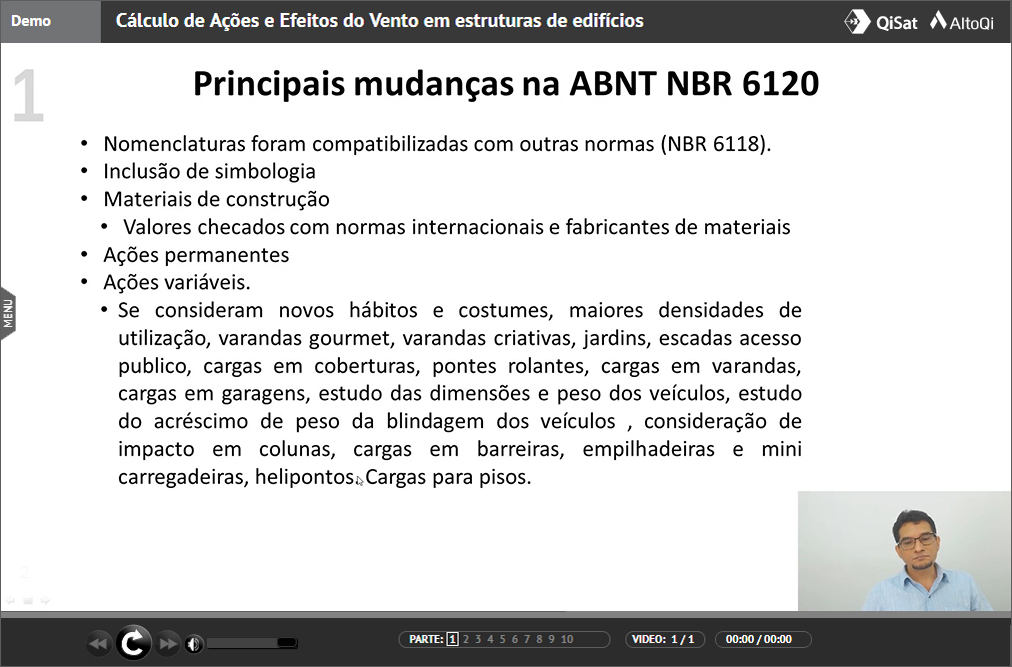 Demo
Cálculo de Ações e Efeitos do Vento em estruturas de edifícios
QiSat
AltoQi
1
Principais mudanças na ABNT NBR 6120
• Nomenclaturas foram compatibilizadas com outras normas (NBR 6118).
• Inclusão de simbologia
• Materiais de construção
• Valores checados com normas internacionais e fabricantes de materiais
• Ações permanentes
• Ações variáveis.
• Se consideram novos hábitos e costumes, maiores densidades de
utilização, varandas gourmet, varandas criativas, jardins, escadas acesso
publico, cargas em coberturas, pontes rolantes, cargas em varandas,
cargas em garagens, estudo das dimensões e peso dos veículos, estudo
do acréscimo de peso da blindagem dos veículos , consideração de
impacto em colunas, cargas em barreiras, empilhadeiras e mini
carregadeiras, helipontos. Cargas para pisos.
MENU
2
PARTE: 1 2 3 4 5 6 7 8 9 10
VIDEO: 1 / 1
00:00 / 00:00